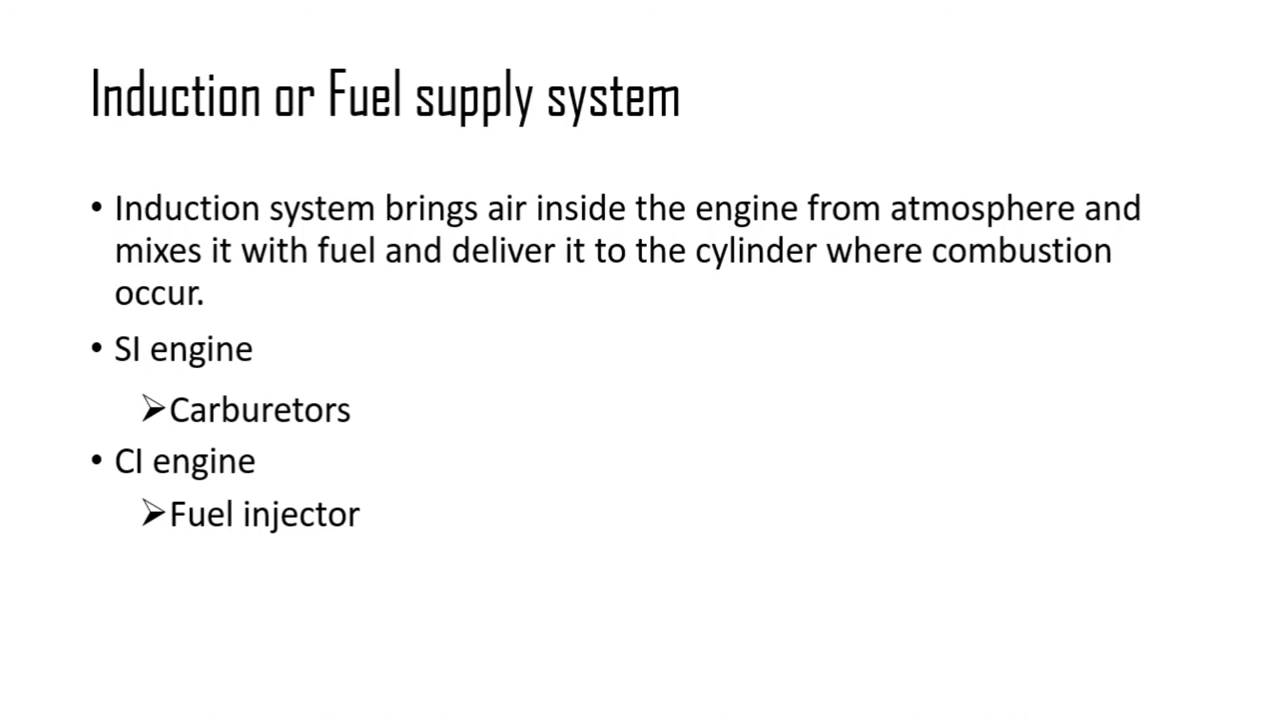 Induction or Fuel supply system
• Induction system brings air inside the engine from atmosphere and
mixes it with fuel and deliver it to the cylinder where combustion
occur.
• SI engine
➢Carburetors
• CI engine
➢Fuel injector